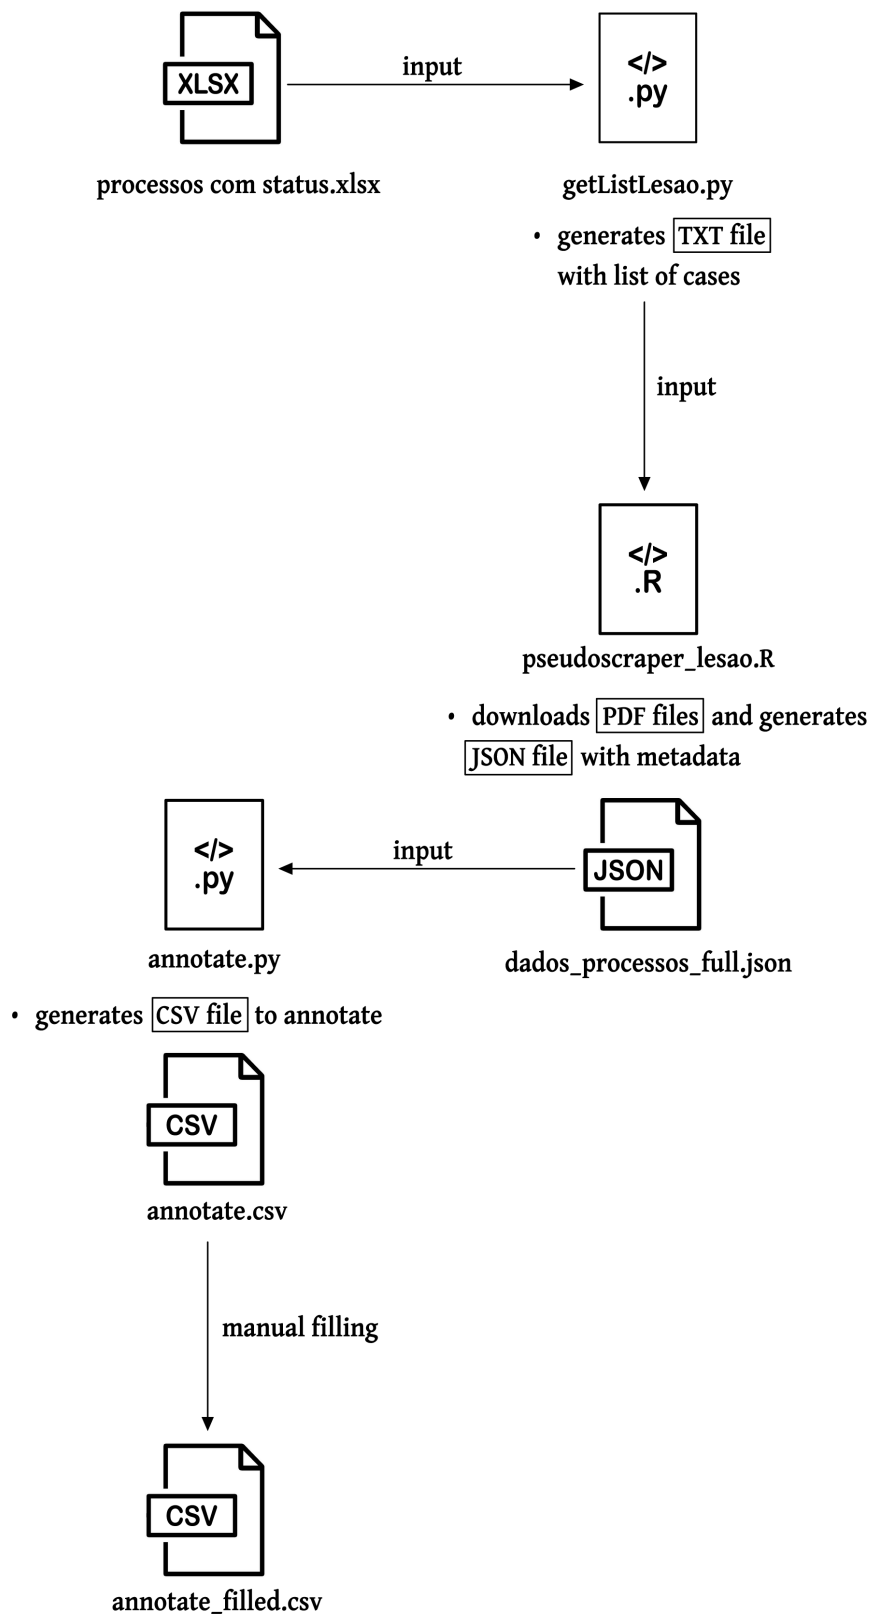 XLSX
input
</>
.py
processos com status.xlsx
getListLesao.py
• generates TXT file
with list of cases
input
</>
.R
pseudoscraper_lesao.R
• downloads PDF files and generates
JSON file with metadata
</>
.py
input
JSON
annotate.py
dados_processos_full.json
• generates CSV file to annotate
CSV
annotate.csv
manual filling
CSV
annotate_filled.csv